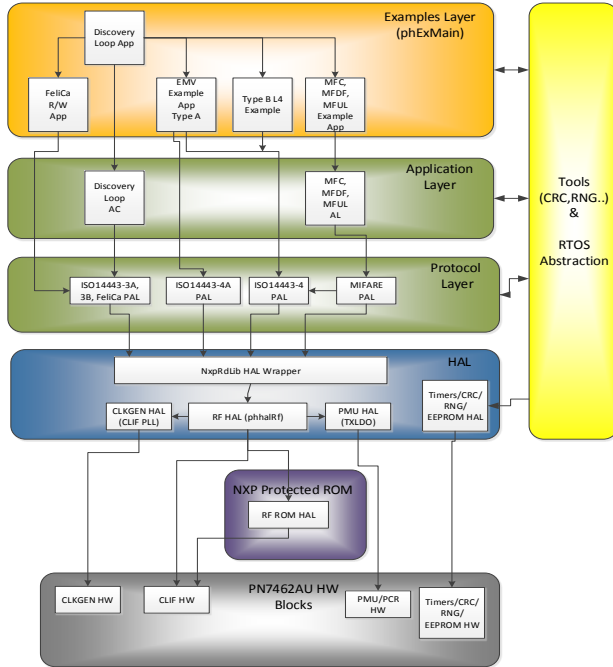 Examples Layer
(phExMain)
Discovery
Loop App
FeliCa
R/W
App
EMV
Example
App
Type A
Type B L4
Example
MFC,
MFDF,
MFUL
Example
App
Application
Layer
Discovery
Loop
AC
MFC,
MFDF,
MFUL
AL
Tools
(CRC,RNG..)
&
RTOS
Abstraction
Protocol
Layer
ISO14443-3A,
3B, FeliCa PAL
ISO14443-4A
PAL
ISO14443-4
PAL
MIFARE
PAL
HAL
NxpRdLib HAL Wrapper
CLKGEN HAL
(CLIF PLL)
RF HAL (phhalRf)
PMU HAL
(TXLDO)
Timers/CRC/
RNG/
EEPROM HAL
NXP Protected ROM
RF ROM HAL
PN7462AU HW
Blocks
CLKGEN HW
CLIF HW
PMU/PCR
HW
Timers/CRC/
RNG/
EEPROM HW